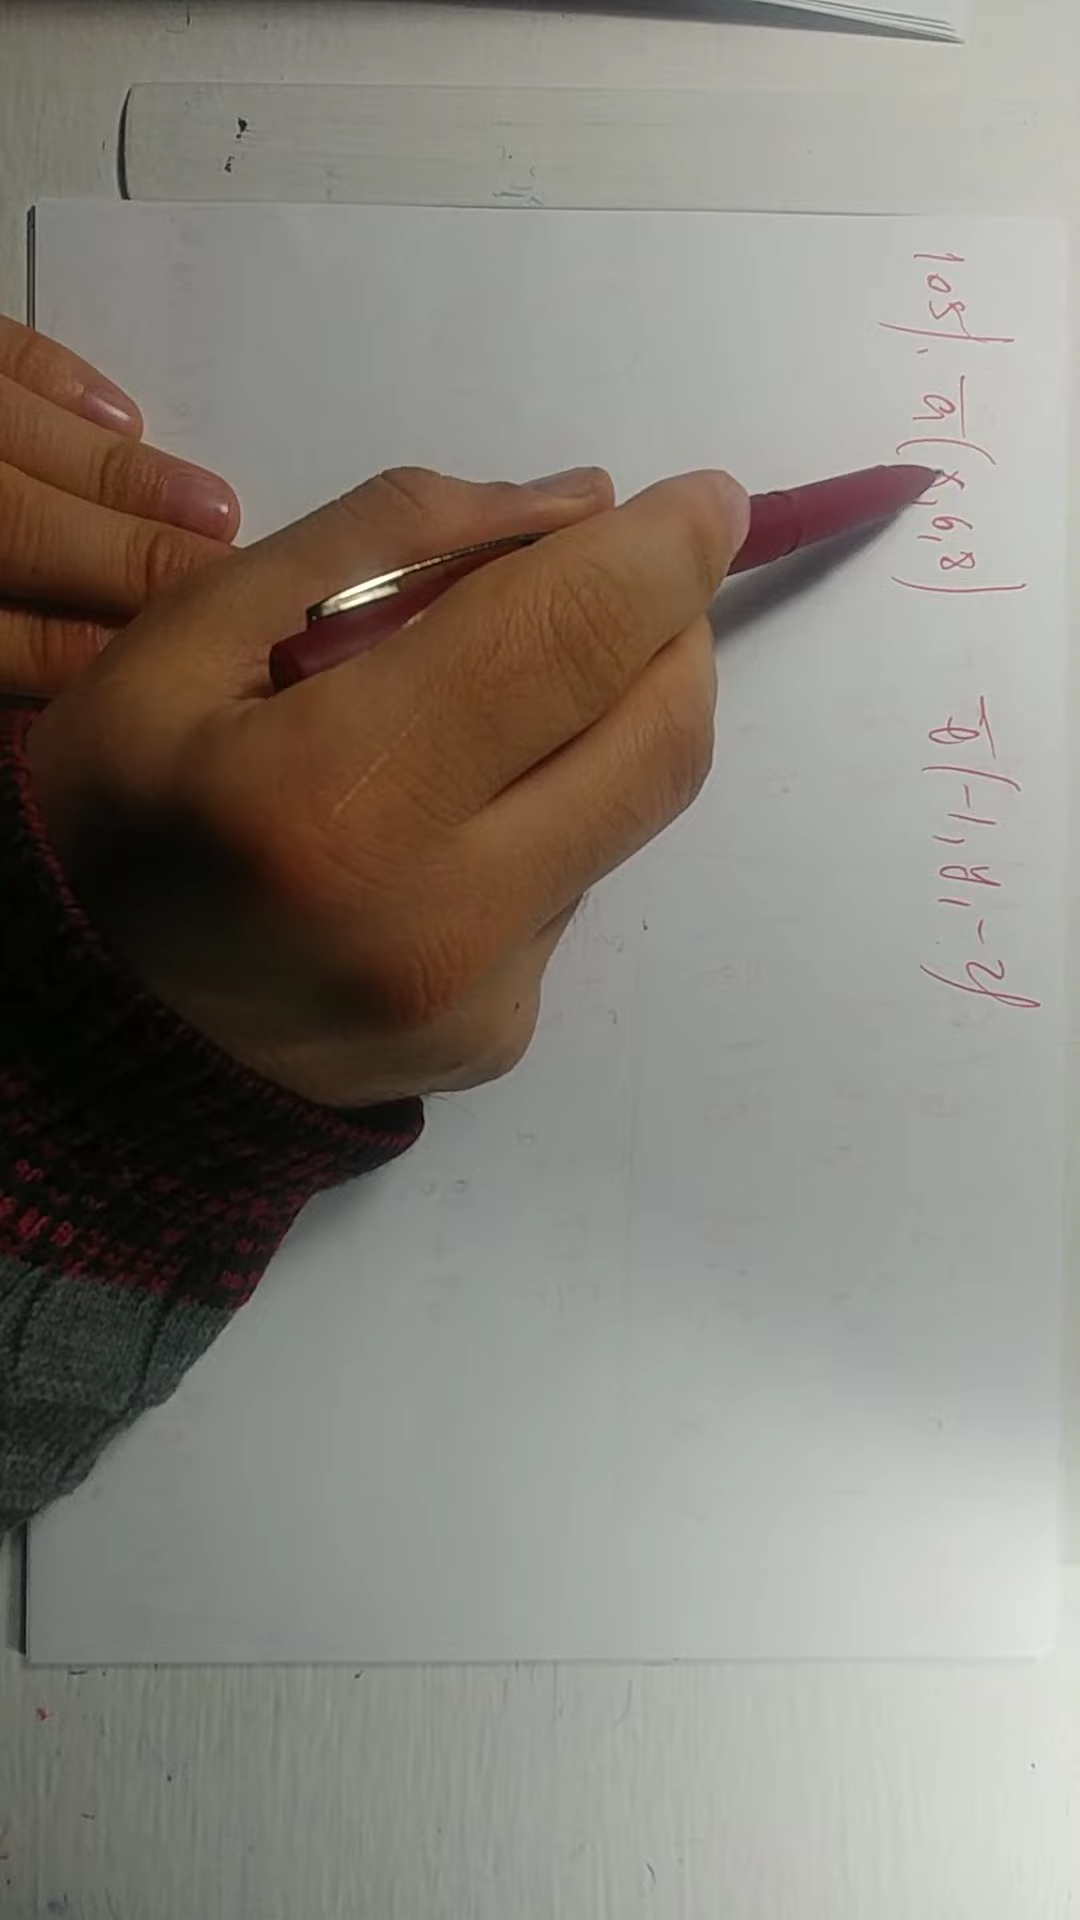 105). a̅(x, 6, 8) b̅(-1, y, -2)